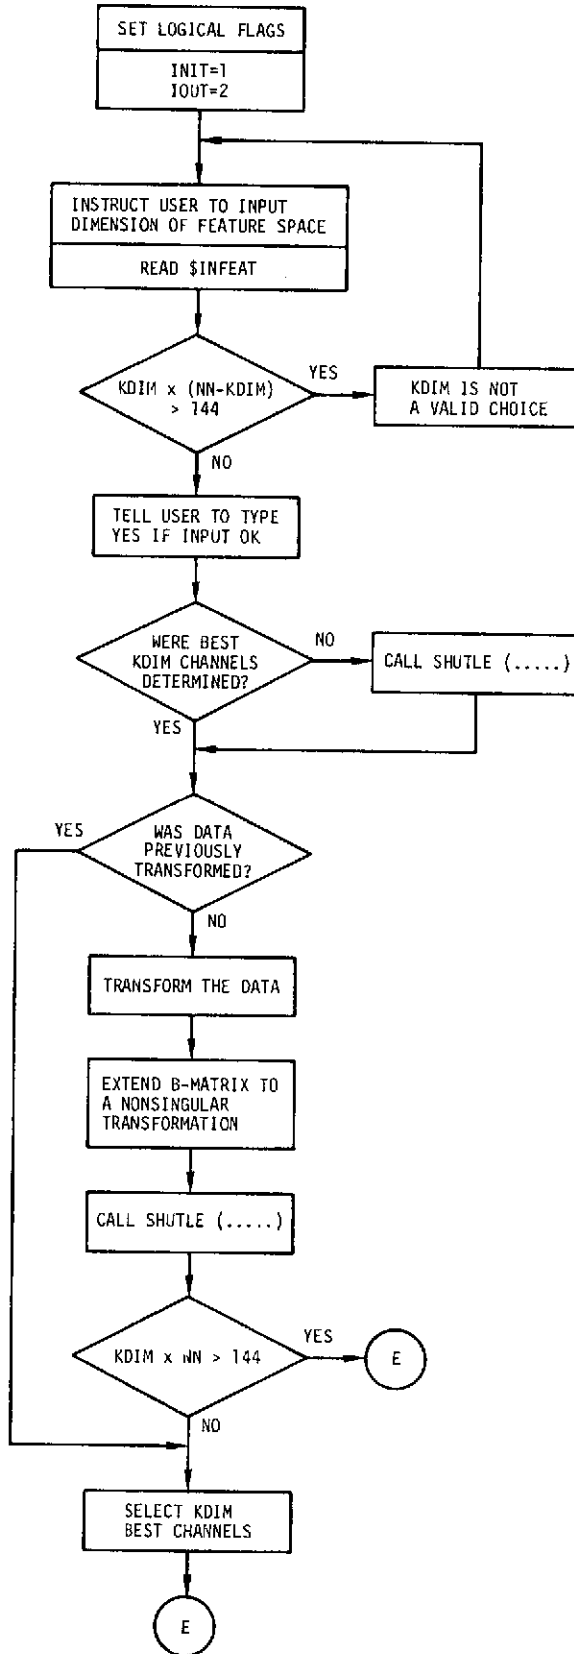 SET LOGICAL FLAGS
INIT=1
IOUT=2
INSTRUCT USER TO INPUT
DIMENSION OF FEATURE SPACE
READ $INFEAT
KDIM x (NN-KDIM)
> 144
YES
KDIM IS NOT
A VALID CHOICE
NO
TELL USER TO TYPE
YES IF INPUT OK
WERE BEST
KDIM CHANNELS
DETERMINED?
NO
CALL SHUTLE (.....)
YES
YES
WAS DATA
PREVIOUSLY
TRANSFORMED?
NO
TRANSFORM THE DATA
EXTEND B-MATRIX TO
A NONSINGULAR
TRANSFORMATION
CALL SHUTLE (.....)
KDIM x NN > 144
YES
E
NO
SELECT KDIM
BEST CHANNELS
E